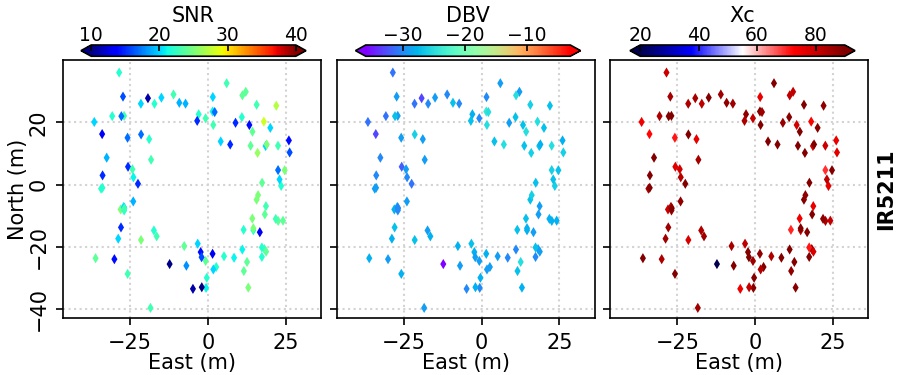 SNR DBV Xc
10 20 30 40 −30 −20 −10 20 40 60 80
North (m)
20
0
−20
−40
−25 0 25 −25 0 25 −25 0 25
East (m) East (m) East (m)
IR5211